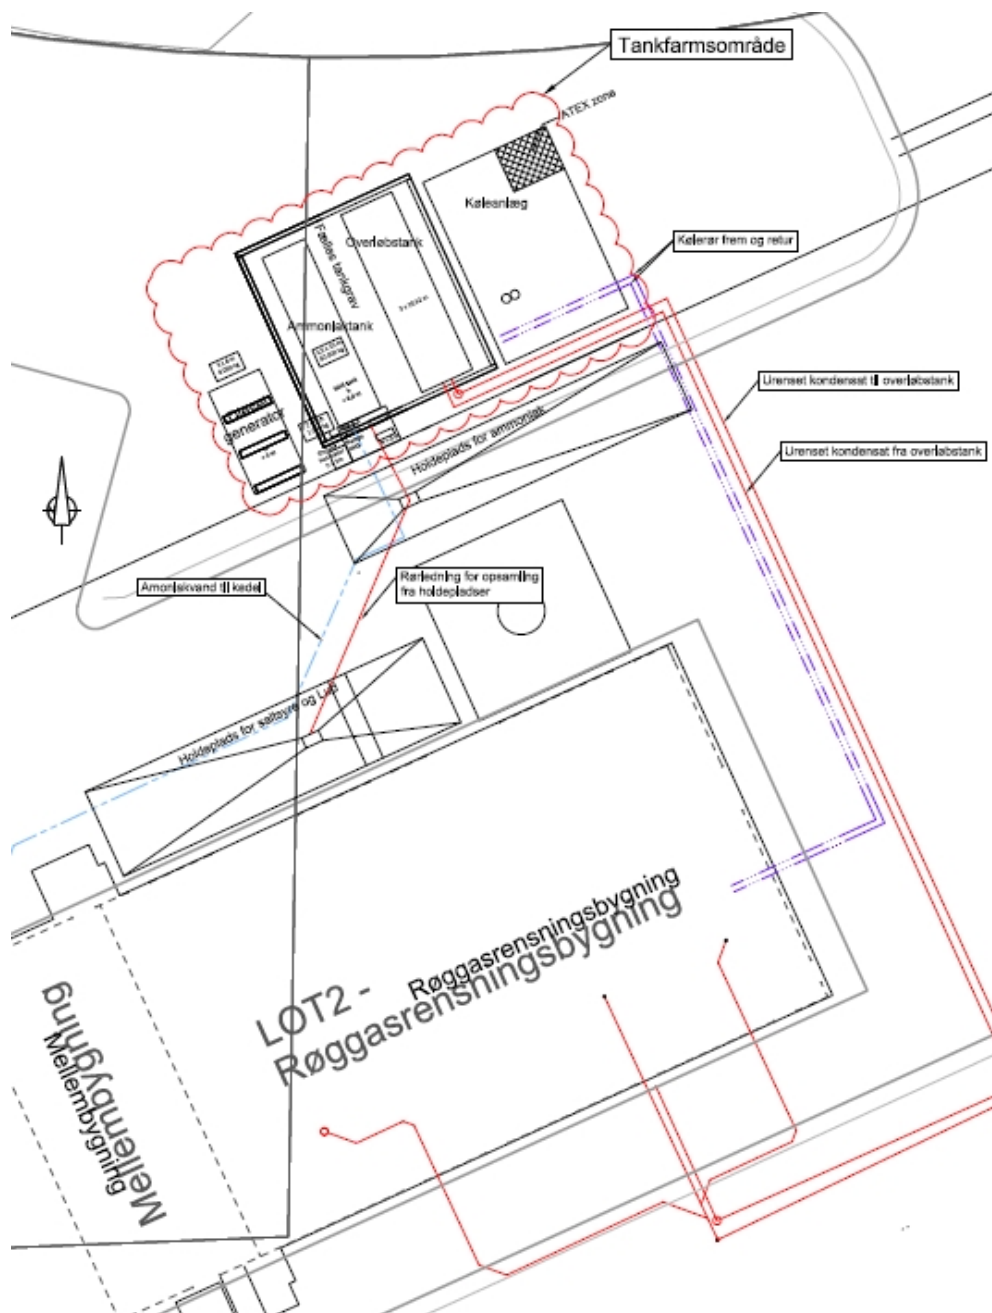 Tankfarmsområde
ATEX zone
Køleanlæg
Kølerør frem og retur
Overløbstank
Fælles tankgrav
Ammoniaktank
generator
Urenset kondensat til overløbstank
Urenset kondensat fra overløbstank
Holdeplads for ammoniak
Amoniakvand til kedel
Rørledning for opsamling
fra holdepladser
Holdeplads for saltsyre og Lud
Røggasrensningsbygning
LOT2 -
Røggasrensningsbygning
Mellembygning
Mellembygning